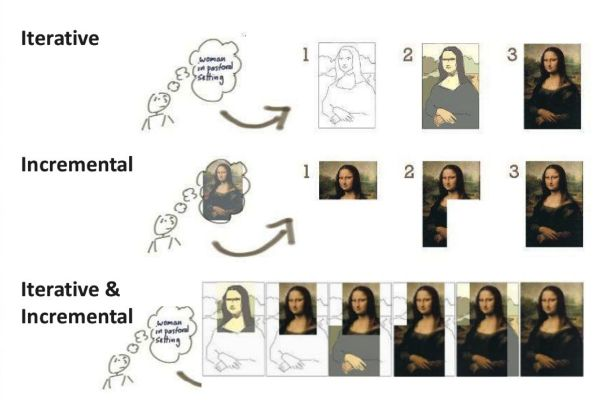 Iterative
woman
in pastoral
setting
1
2
3
Incremental
1
2
3
Iterative &
Incremental
woman
in pastoral
setting